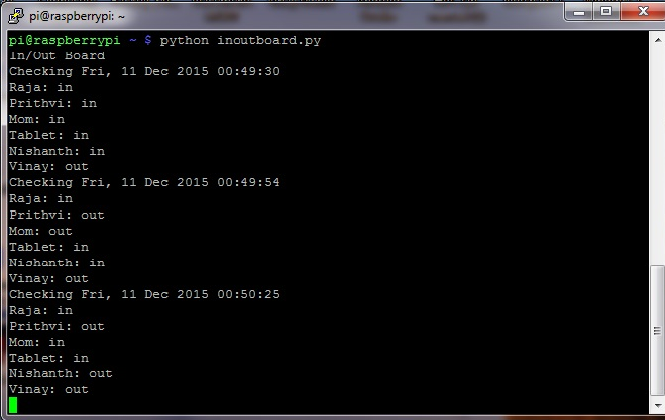 pi@raspberrypi: ~
pi@raspberrypi ~ $ python inoutboard.py
In/Out Board
Checking Fri, 11 Dec 2015 00:49:30
Raja: in
Prithvi: in
Mom: in
Tablet: in
Nishanth: in
Vinay: out
Checking Fri, 11 Dec 2015 00:49:54
Raja: in
Prithvi: out
Mom: out
Tablet: in
Nishanth: in
Vinay: out
Checking Fri, 11 Dec 2015 00:50:25
Raja: in
Prithvi: out
Mom: in
Tablet: in
Nishanth: out
Vinay: out